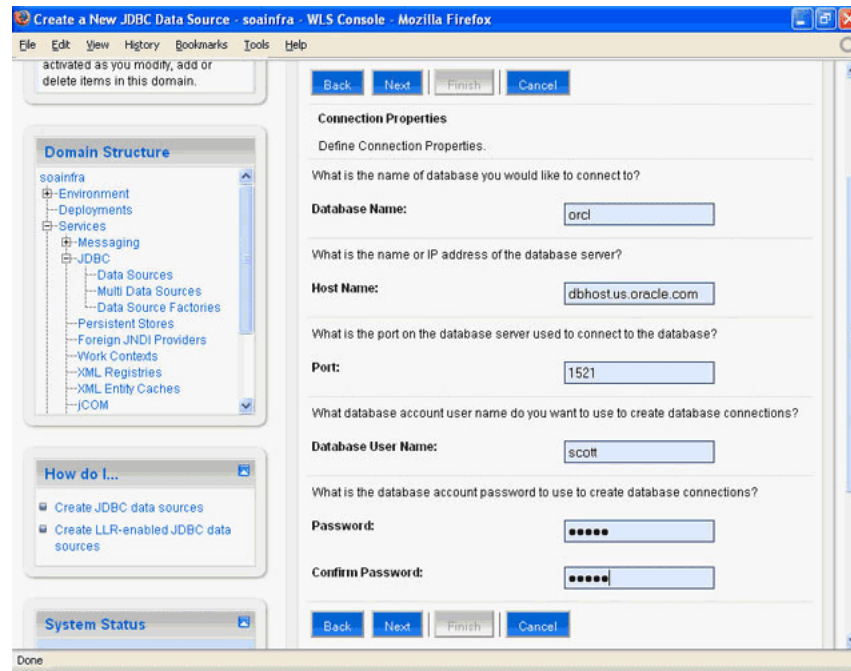 Create a New JDBC Data Source - soainfra - WLS Console - Mozilla Firefox
File Edit View History Bookmarks Tools Help
activated as you modify, add or
delete items in this domain.
Domain Structure
soainfra
Environment
Deployments
Services
Messaging
JDBC
Data Sources
Multi Data Sources
Data Source Factories
Persistent Stores
Foreign JNDI Providers
Work Contexts
XML Registries
XML Entity Caches
jCOM
How do I...
Create JDBC data sources
Create LLR-enabled JDBC data
sources
System Status
Back Next Finish Cancel
Connection Properties
Define Connection Properties.
What is the name of database you would like to connect to?
Database Name: orcl
What is the name or IP address of the database server?
Host Name: dbhost.us.oracle.com
What is the port on the database server used to connect to the database?
Port: 1521
What database account user name do you want to use to create database connections?
Database User Name: scott
What is the database account password to use to create database connections?
Password: •••••
Confirm Password: •••••
Back Next Finish Cancel
Done